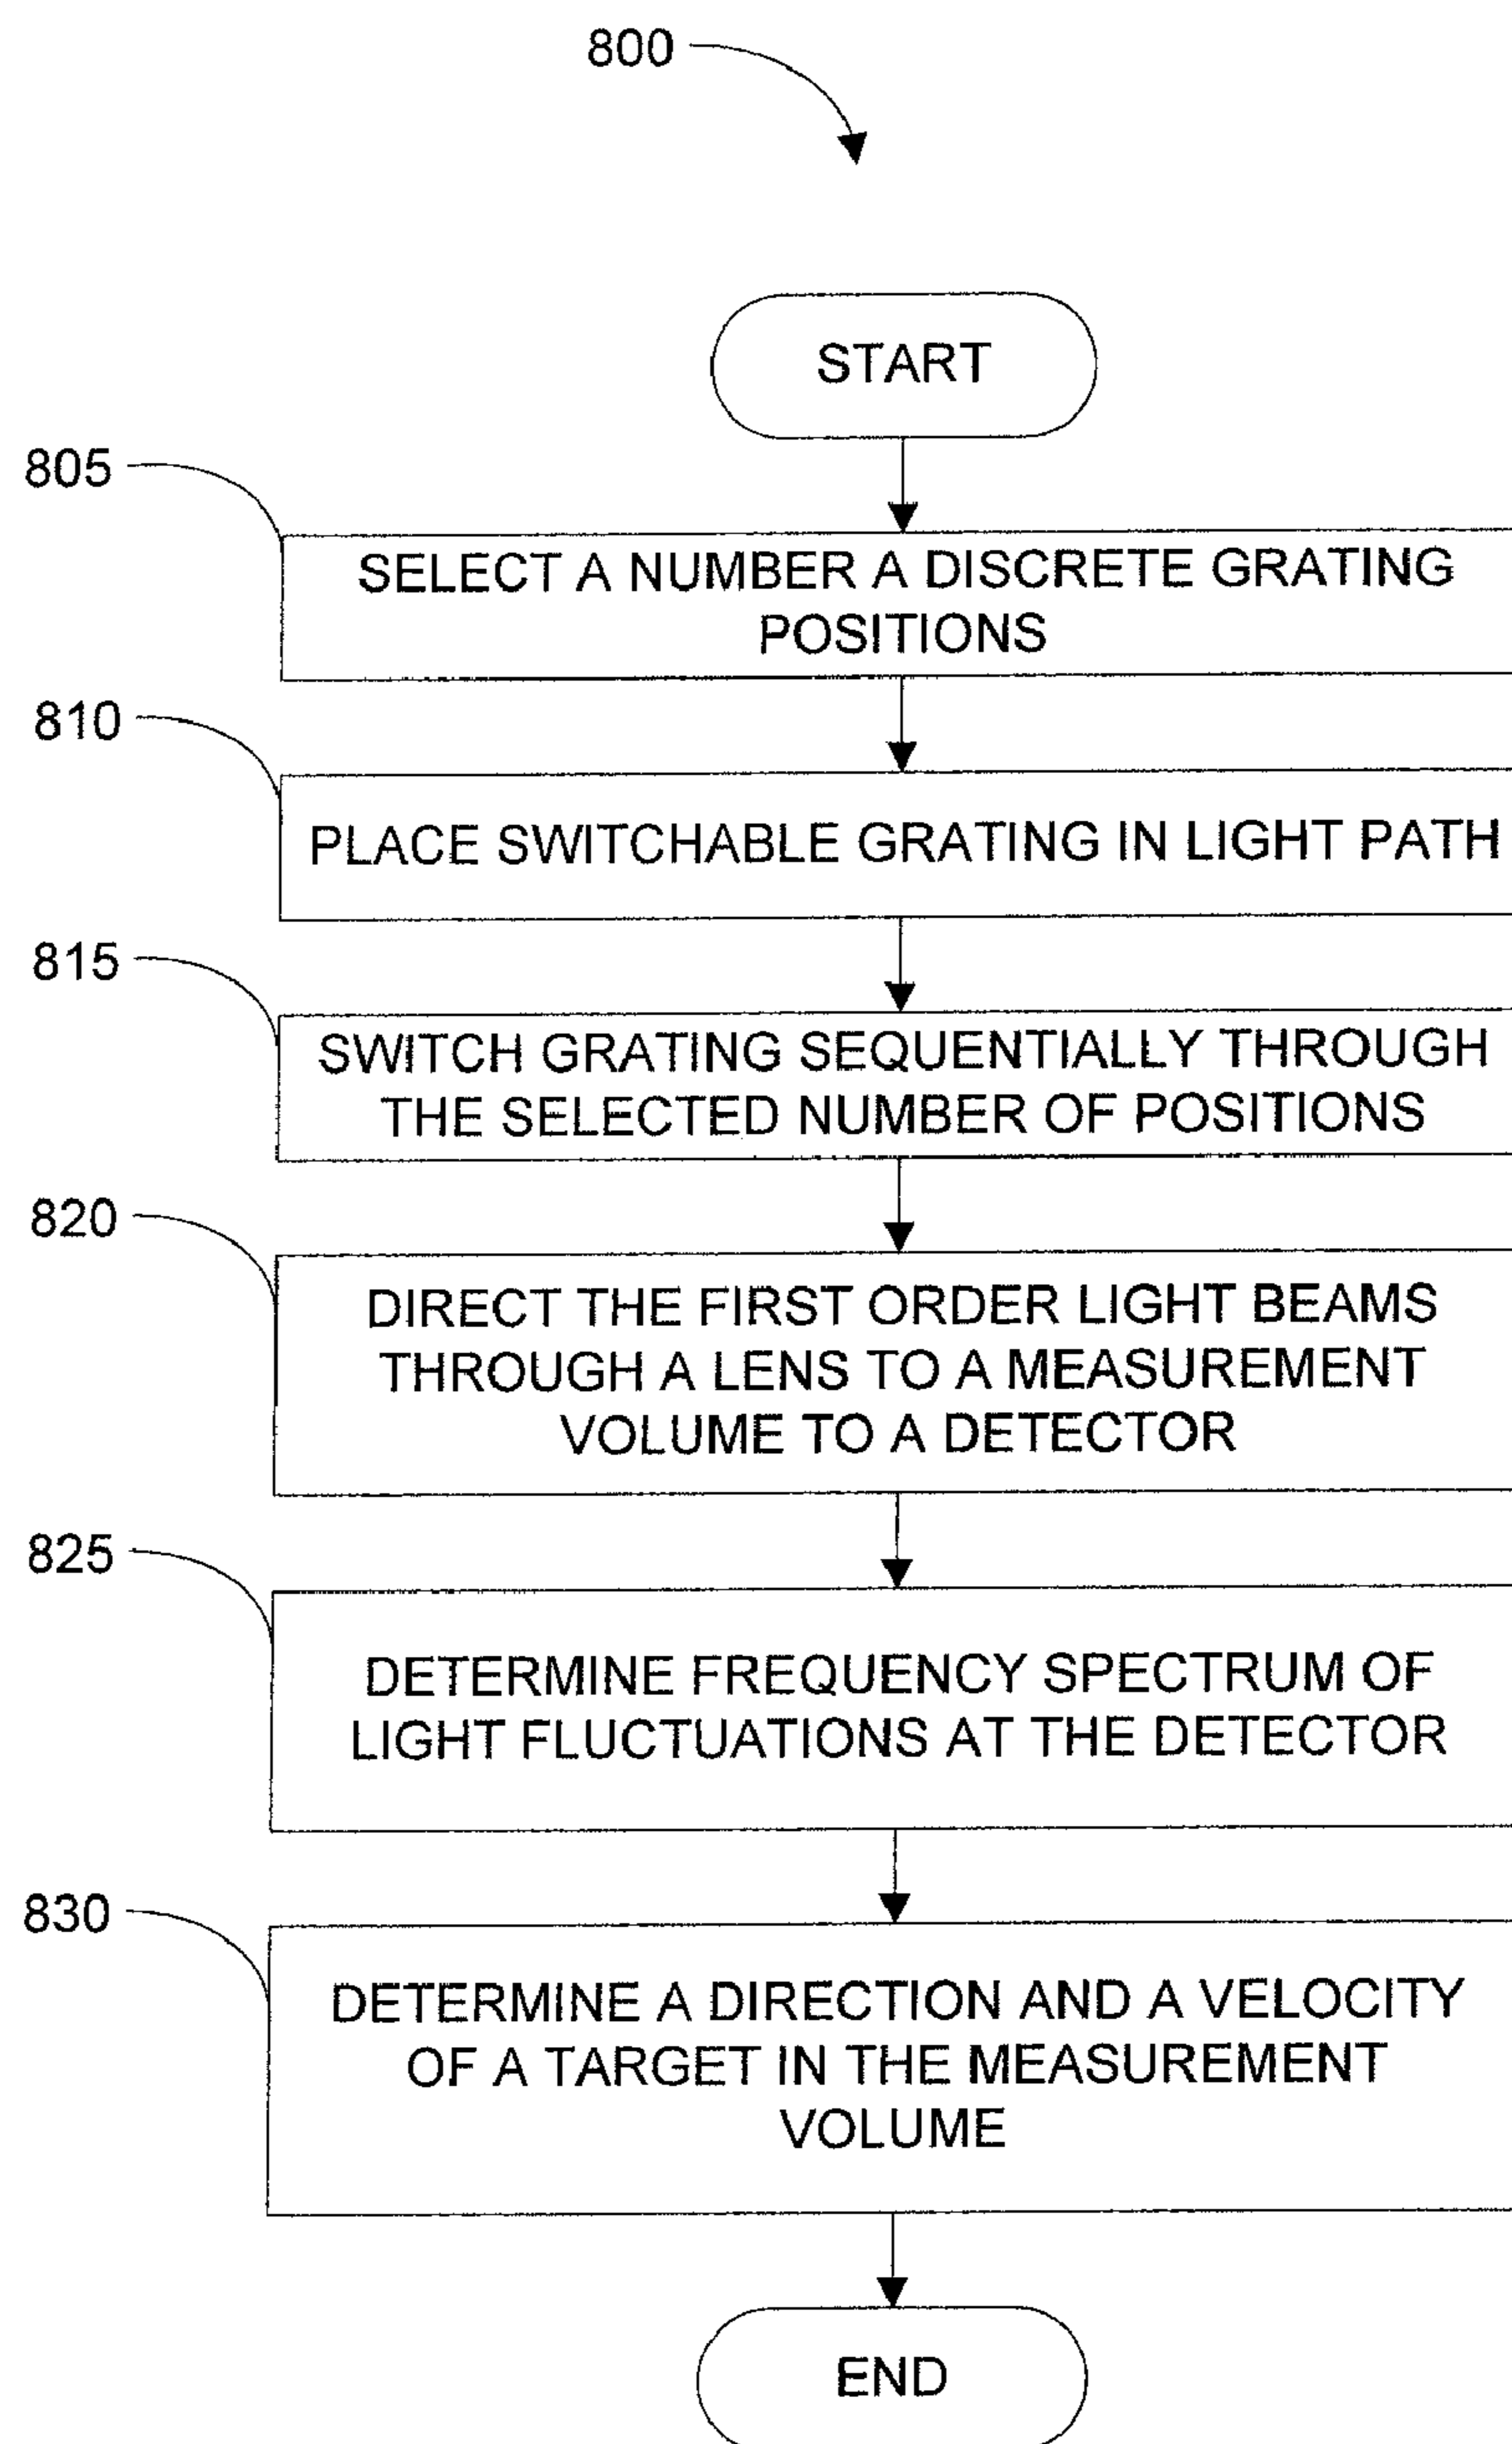 800
START
805
SELECT A NUMBER A DISCRETE GRATING
POSITIONS
810
PLACE SWITCHABLE GRATING IN LIGHT PATH
815
SWITCH GRATING SEQUENTIALLY THROUGH
THE SELECTED NUMBER OF POSITIONS
820
DIRECT THE FIRST ORDER LIGHT BEAMS
THROUGH A LENS TO A MEASUREMENT
VOLUME TO A DETECTOR
825
DETERMINE FREQUENCY SPECTRUM OF
LIGHT FLUCTUATIONS AT THE DETECTOR
830
DETERMINE A DIRECTION AND A VELOCITY
OF A TARGET IN THE MEASUREMENT
VOLUME
END